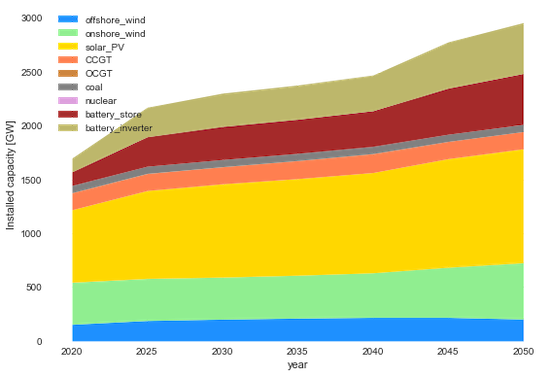 3000
2500
2000
1500
1000
500
0
Installed capacity [GW]
offshore_wind
onshore_wind
solar_PV
CCGT
OCGT
coal
nuclear
battery_store
battery_inverter
2020 2025 2030 2035 2040 2045 2050
year